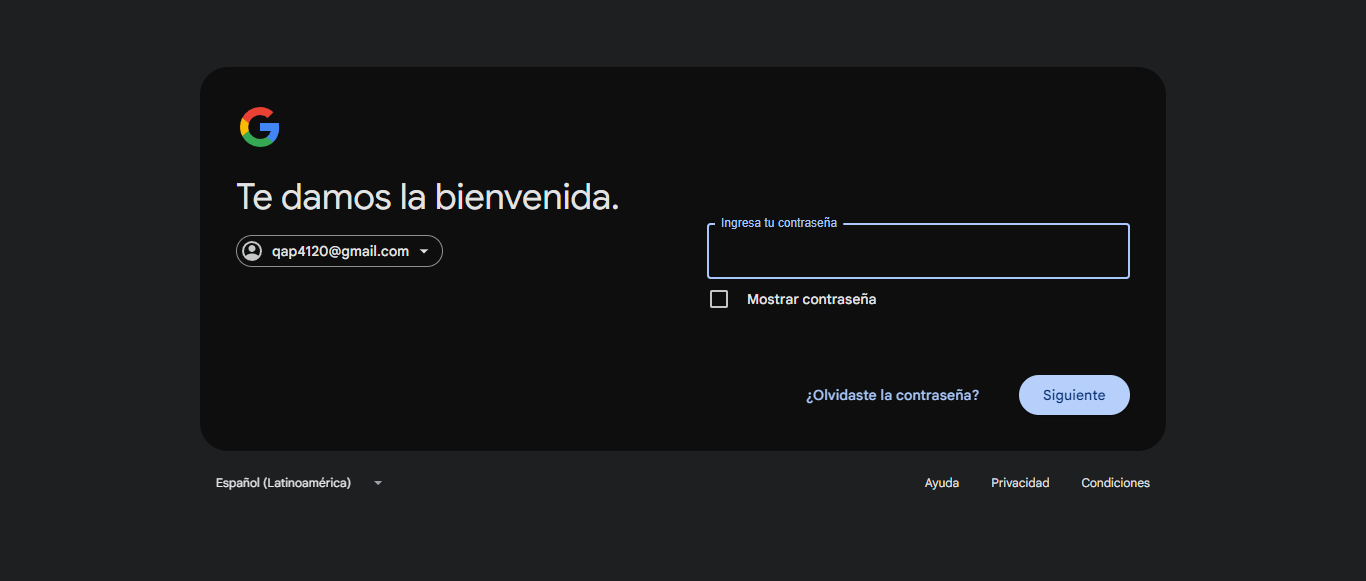 Te damos la bienvenida.
qap4120@gmail.com
Ingresa tu contraseña
Mostrar contraseña
¿Olvidaste la contraseña?
Siguiente
Español (Latinoamérica)
Ayuda
Privacidad
Condiciones